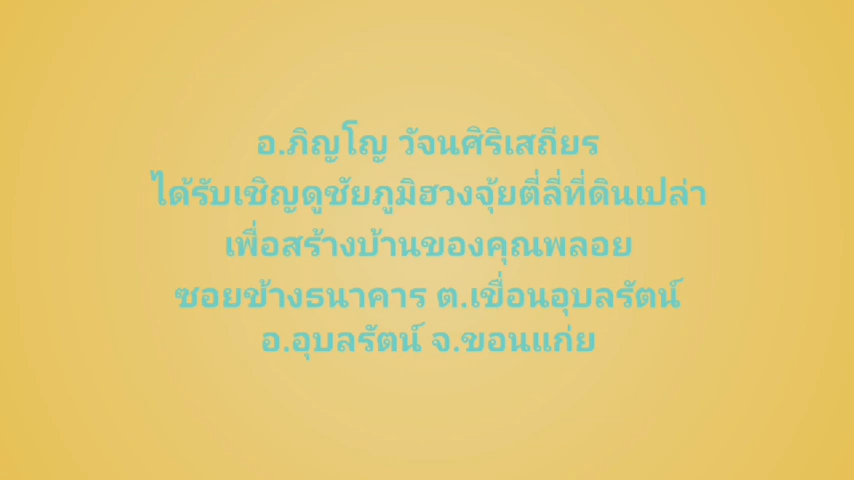 อ.ภิญโญ วัจนศิริเสถียร
ได้รับเชิญดูชัยภูมิฮวงจุ้ยตี่ลี่ที่ดินเปล่า
เพื่อสร้างบ้านของคุณพลอย
ซอยข้างธนาคาร ต.เขื่อนอุบลรัตน์
อ.อุบลรัตน์ จ.ขอนแก่ย